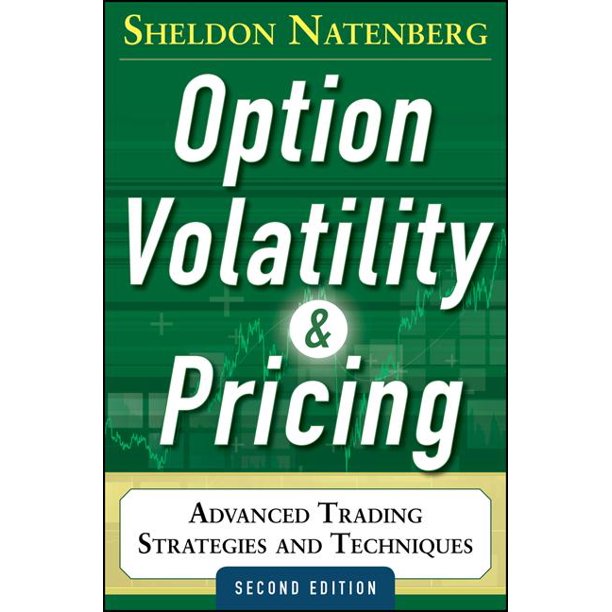 SHELDON NATENBERG
Option
Volatility
&
Pricing
ADVANCED TRADING
STRATEGIES AND TECHNIQUES
SECOND EDITION